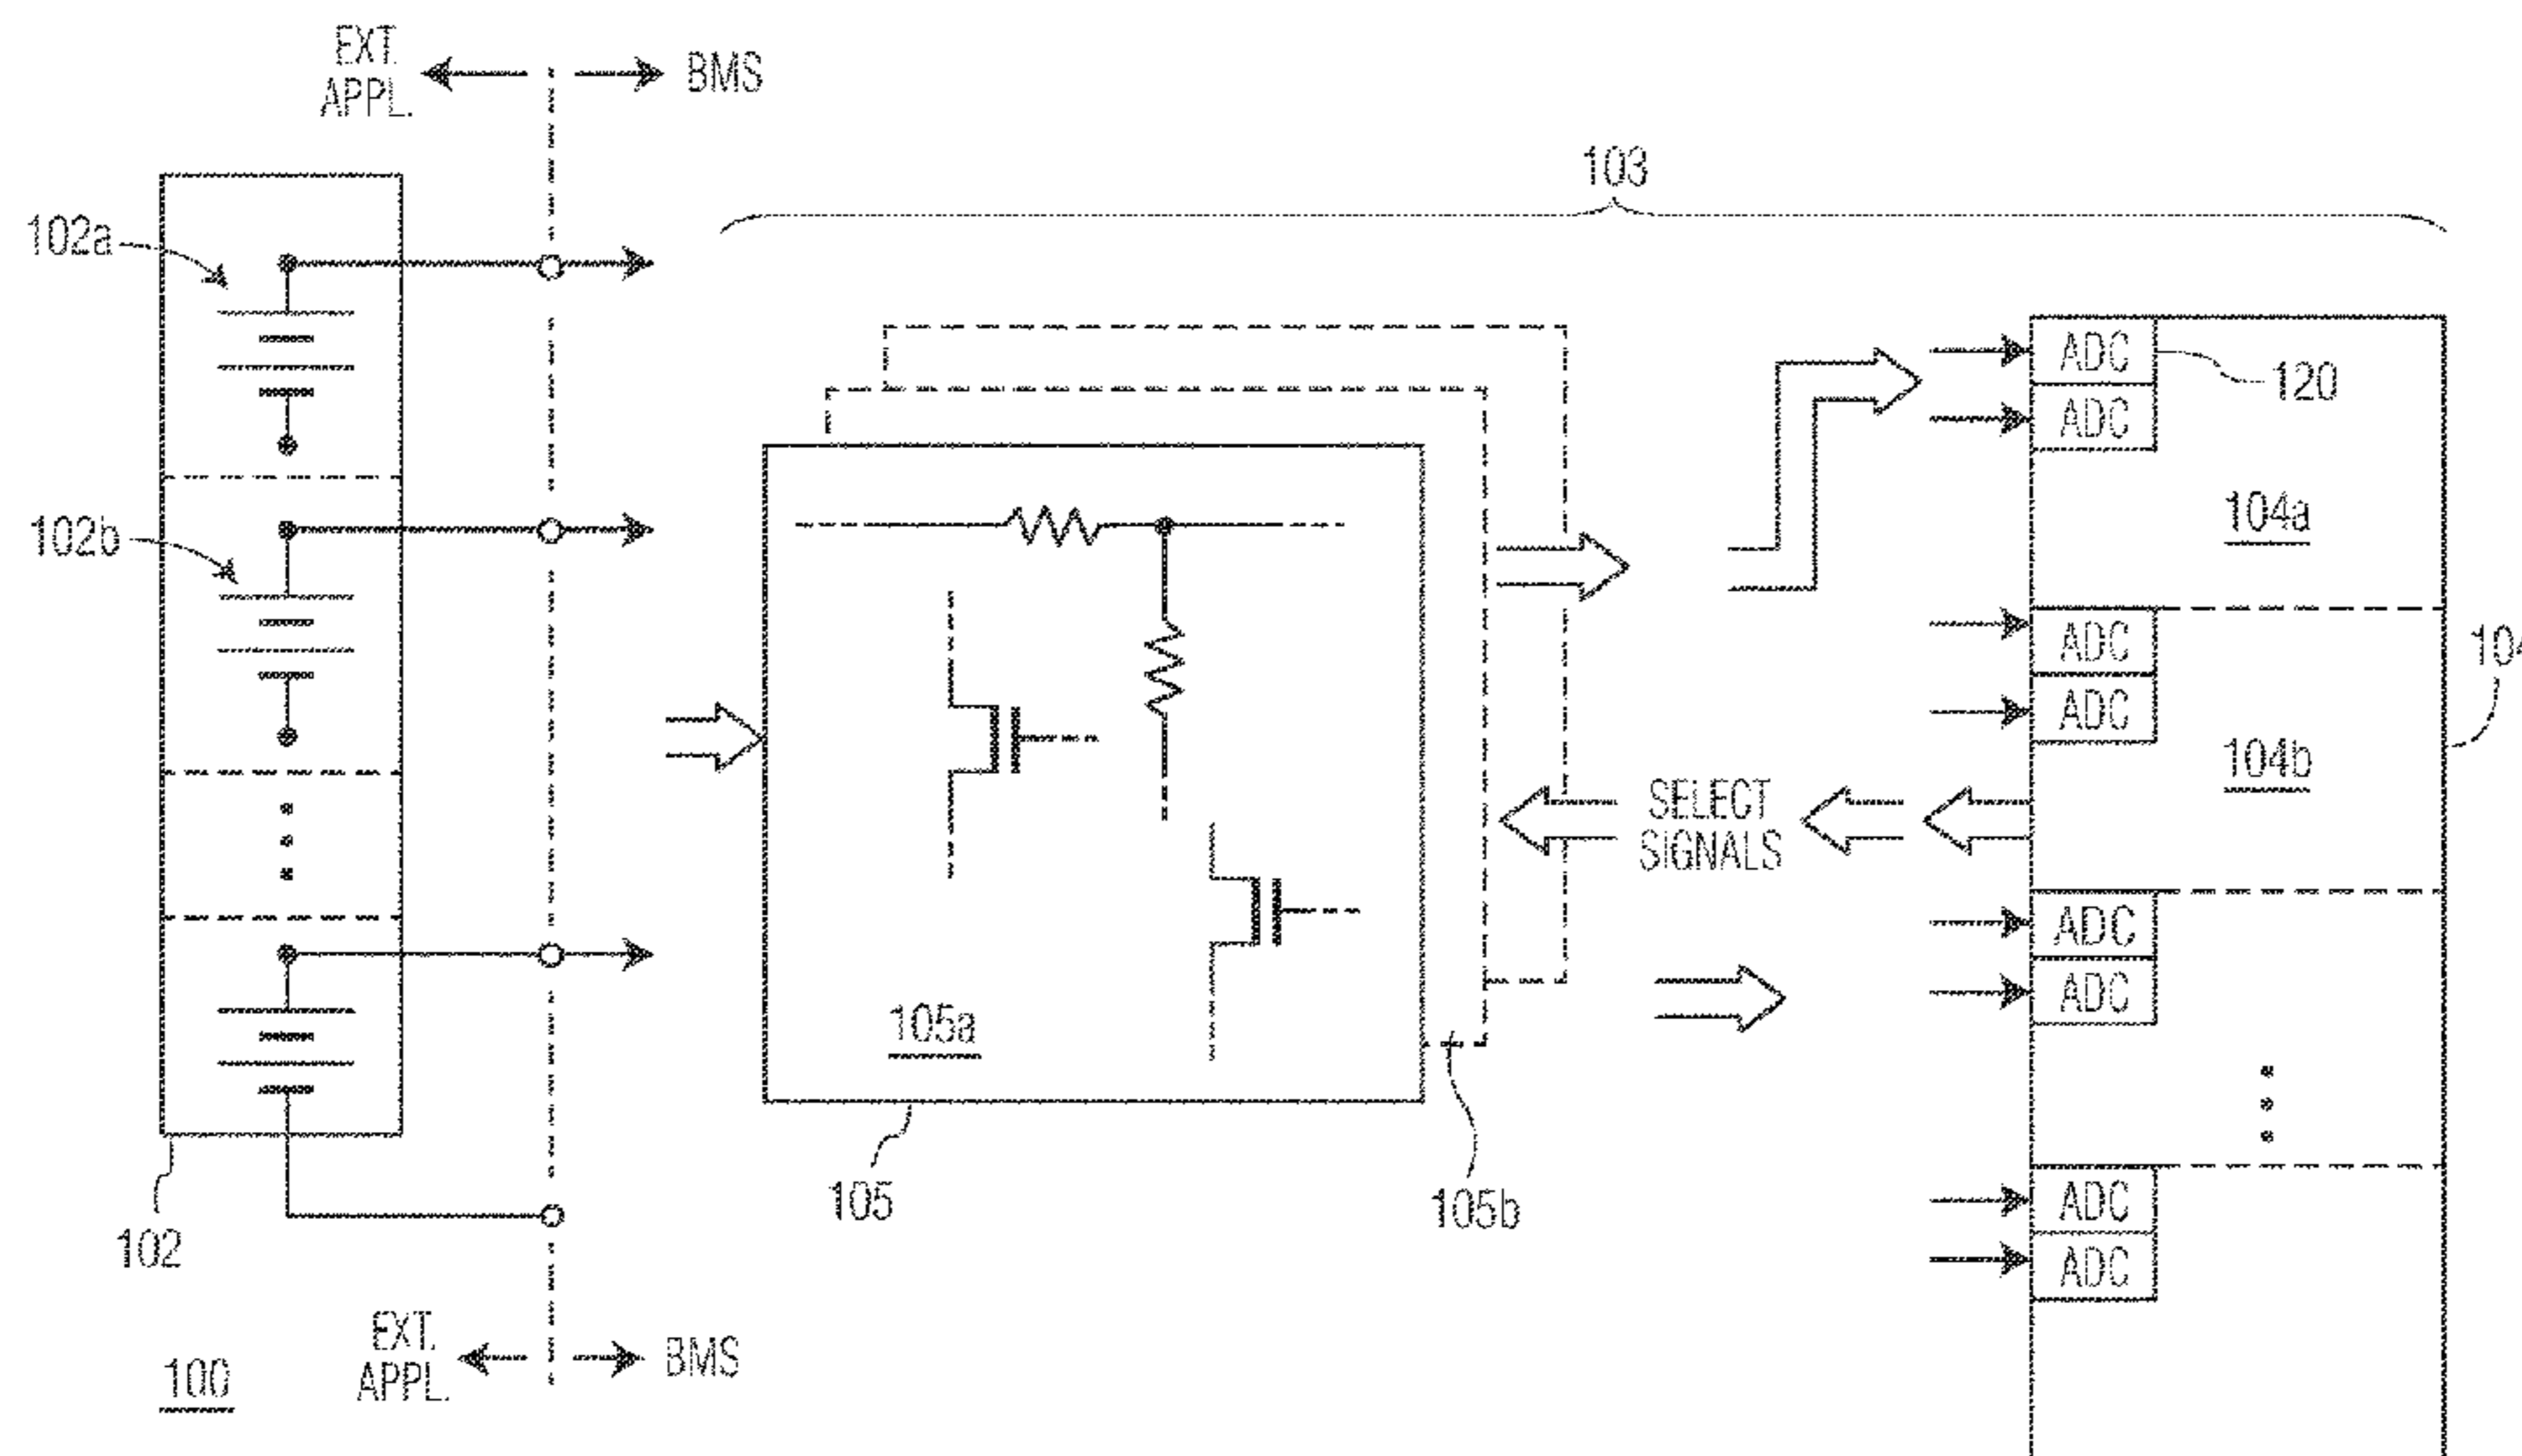 EXT.
APPL.
BMS
103
102a
ADC
120
ADC
104a
102b
ADC
ADC
104b
SELECT
SIGNALS
ADC
ADC
105a
105
105b
102
ADC
ADC
EXT.
APPL.
BMS
100